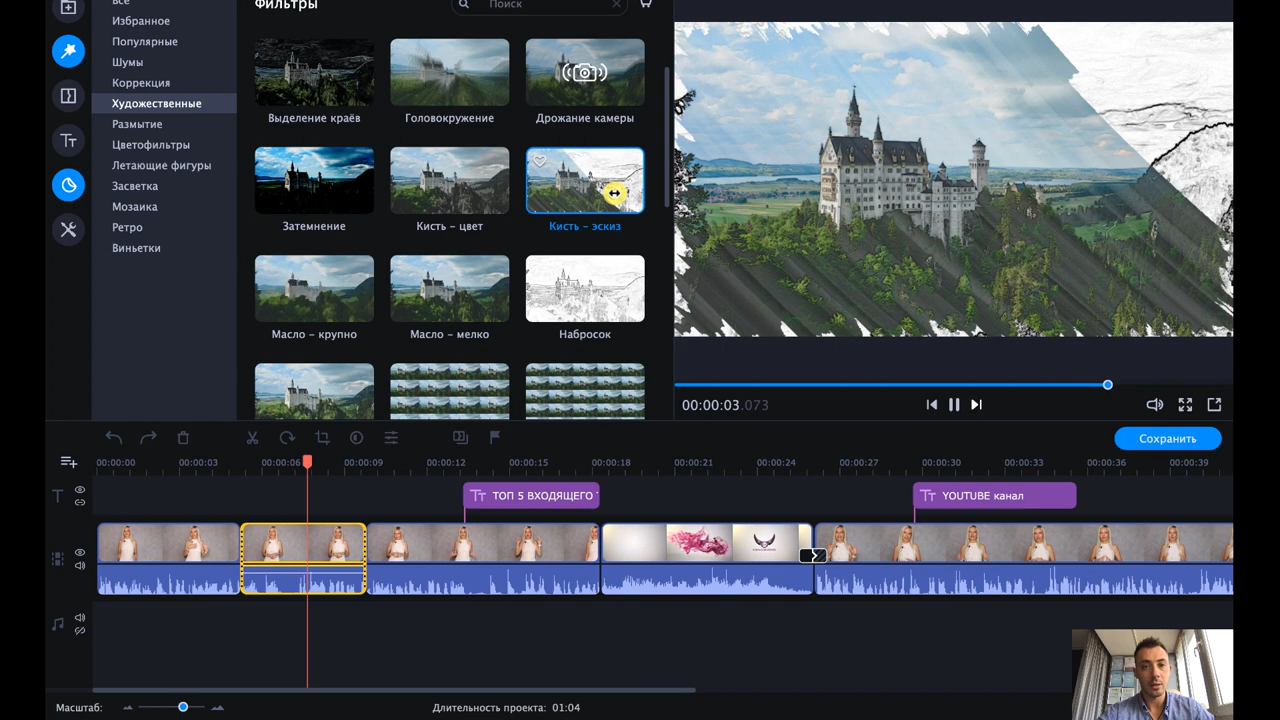 Все
Избранное
Популярные
Шумы
Коррекция
Художественные
Размытие
Цветофильтры
Летающие фигуры
Засветка
Мозаика
Ретро
Виньетки
Фильтры
Поиск
Выделение краёв
Головокружение
Дрожание камеры
Затемнение
Кисть – цвет
Кисть – эскиз
Масло – крупно
Масло – мелко
Набросок
00:00:03.073
Сохранить
00:00:00 00:00:03 00:00:06 00:00:09 00:00:12 00:00:15 00:00:18 00:00:21 00:00:24 00:00:27 00:00:30 00:00:33 00:00:36 00:00:39
ТОП 5 ВХОДЯЩЕГО
YOUTUBE канал
Масштаб:
Длительность проекта: 01:04